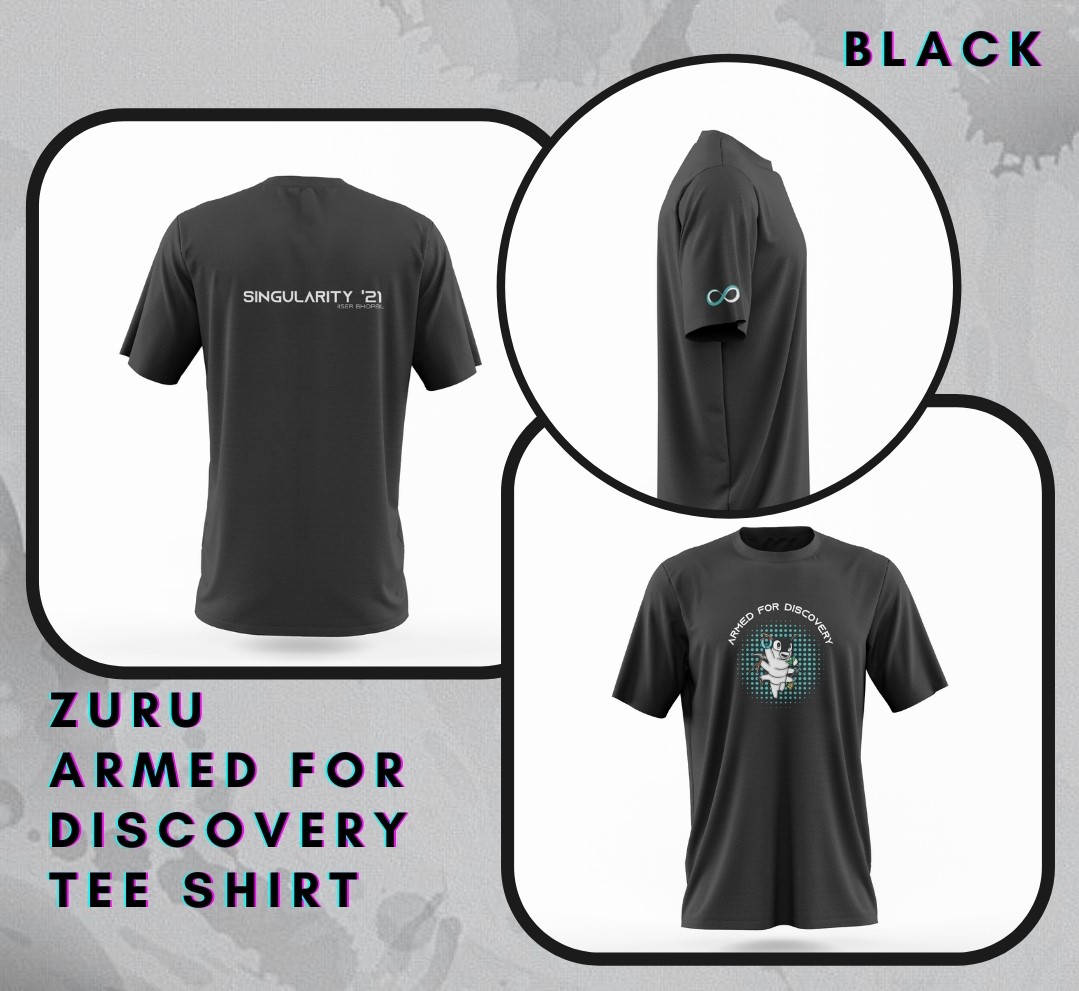 BLACK
SINGULARITY '21
IISER BHOPAL
ARMED FOR DISCOVERY
ZURU
ARMED FOR
DISCOVERY
TEE SHIRT